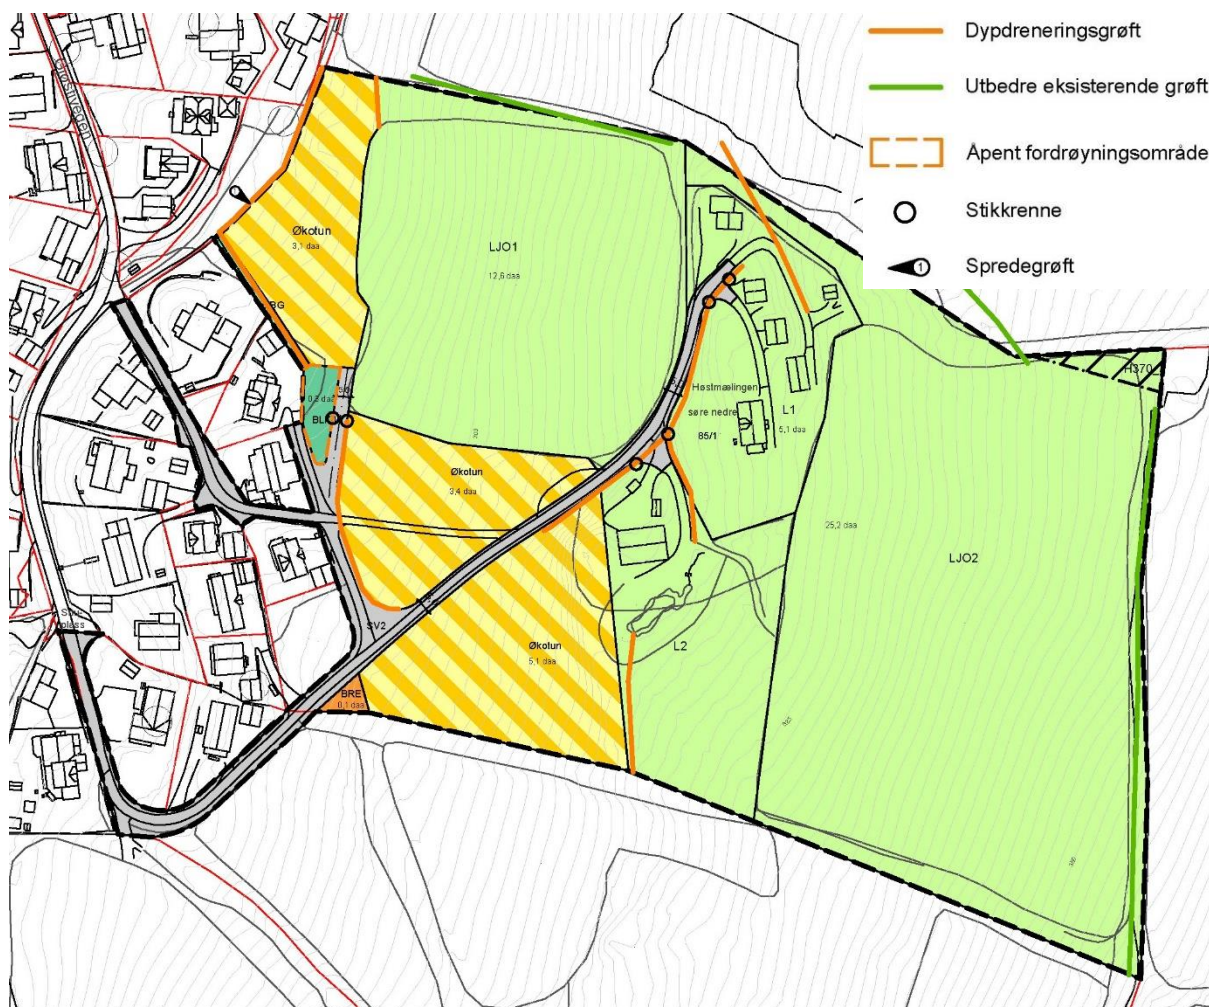 Dypdreneringsgrøft
Utbedre eksisterende grøft
Åpent fordrøyningsområde
Stikkrenne
1
Spredegrøft
Økotun
3,1 daa
LJO1
12,6 daa
BG
H370
Høstmælingen
søre nedre
85/1
L1
5,1 daa
Økotun
3,4 daa
25,2 daa
LJO2
SV2
Økotun
5,1 daa
L2
BRE
0,1 daa